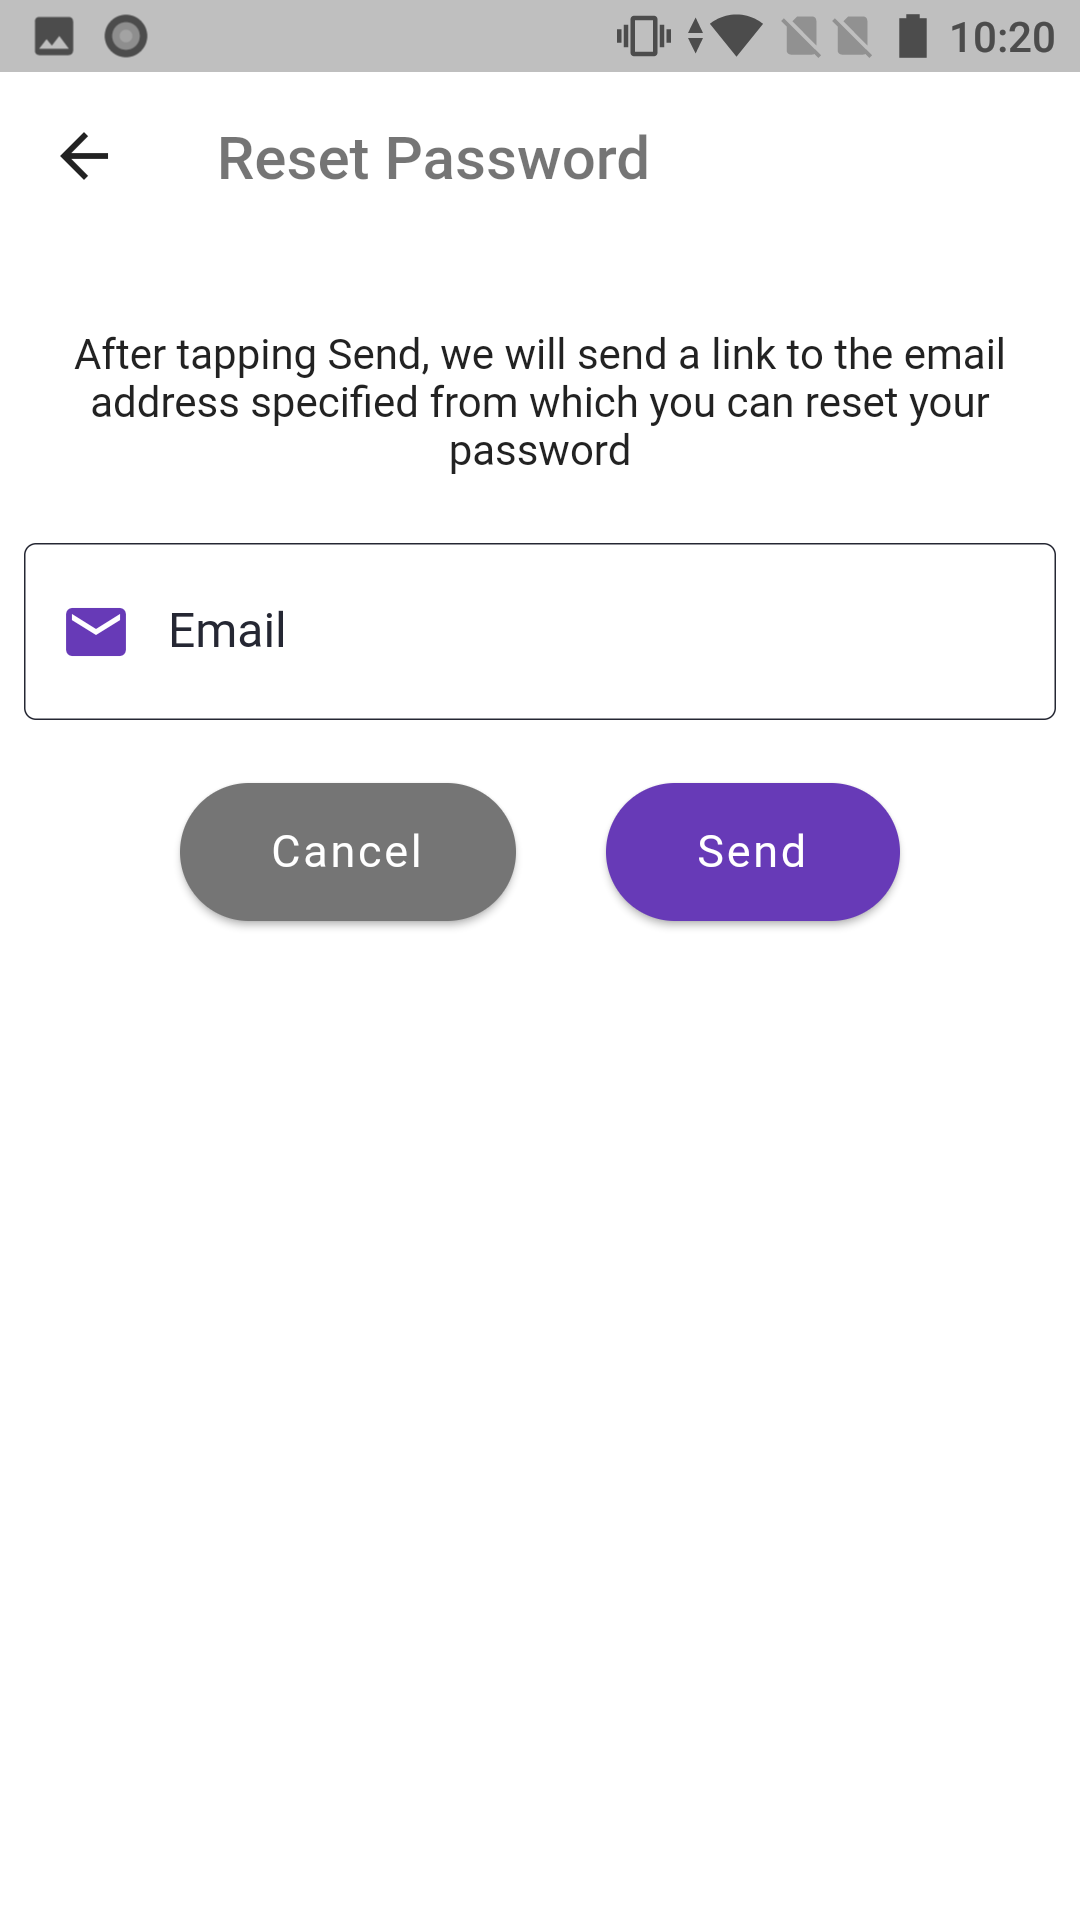 10:20
Reset Password
After tapping Send, we will send a link to the email
address specified from which you can reset your
password
Email
Cancel
Send